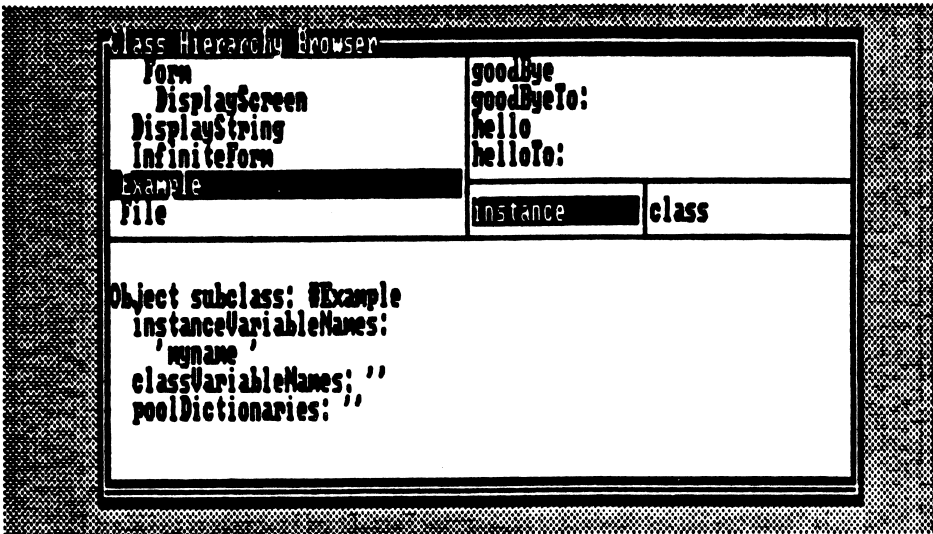 Class Hierarchy Browser
Form
DisplayScreen
DisplayString
InfiniteForm
Example
File
goodBye
goodByeTo:
hello
helloTo:
instance
class
Object subclass: #Example
instanceVariableNames:
'myname '
classVariableNames: ''
poolDictionaries: ''